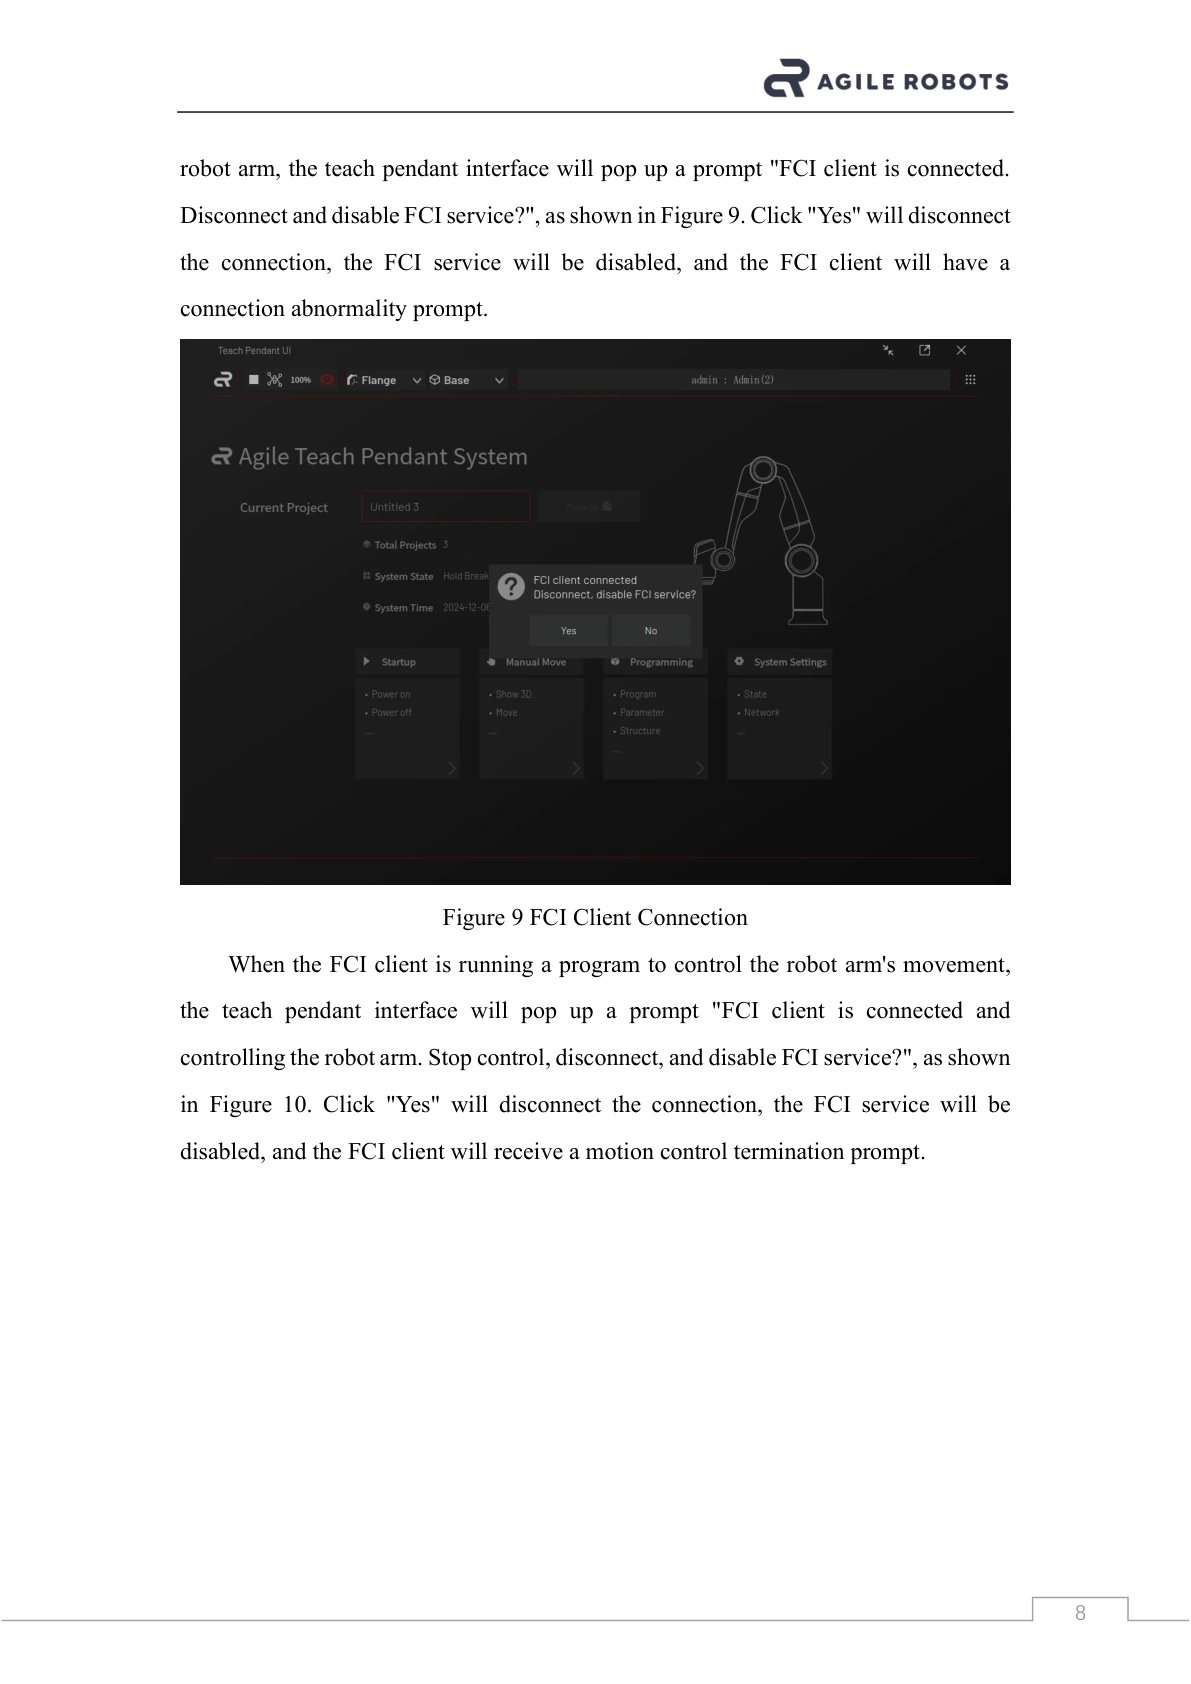 AGILE ROBOTS
robot arm, the teach pendant interface will pop up a prompt "FCI client is connected.
Disconnect and disable FCI service?", as shown in Figure 9. Click "Yes" will disconnect
the connection, the FCI service will be disabled, and the FCI client will have a
connection abnormality prompt.
Teach Pendant UI
100% Flange Base admin : Admin(2)
Agile Teach Pendant System
Current Project Untitled 3 Manage
Total Projects 3
System State Hold Break
System Time 2024-12-06
FCI client connected
Disconnect, disable FCI service?
Yes No
Startup Manual Move Programming System Settings
• Power on • Show 3D • Program • State
• Power off • Move • Parameter • Network
... ... • Structure ...
...
Figure 9 FCI Client Connection
When the FCI client is running a program to control the robot arm's movement,
the teach pendant interface will pop up a prompt "FCI client is connected and
controlling the robot arm. Stop control, disconnect, and disable FCI service?", as shown
in Figure 10. Click "Yes" will disconnect the connection, the FCI service will be
disabled, and the FCI client will receive a motion control termination prompt.
8